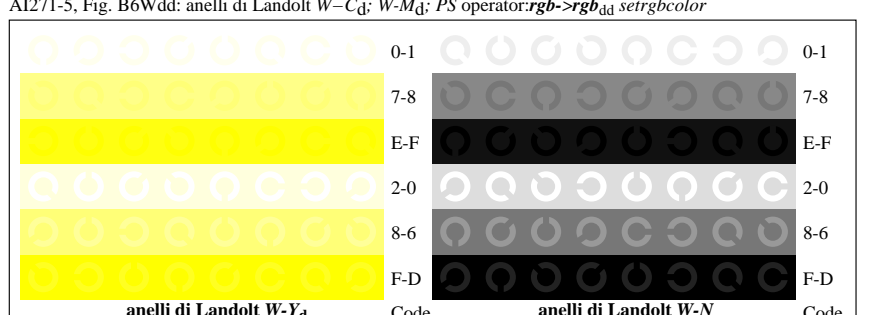 AI271-5, Fig. B6Wdd: anelli di Landolt W–Cd; W-Md; PS operator:rgb->rgbdd setrgbcolor
0-1 0-1
7-8 7-8
E-F E-F
2-0 2-0
8-6 8-6
F-D F-D
anelli di Landolt W-Yd Code anelli di Landolt W-N Code